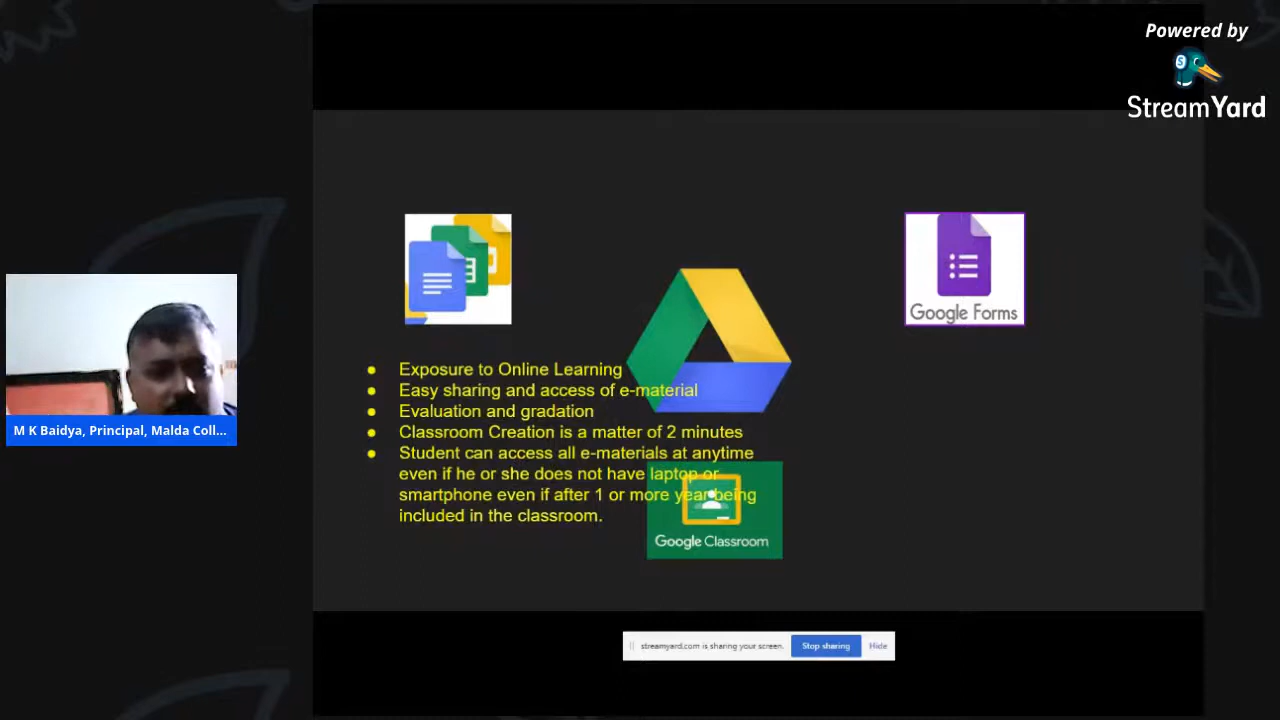 Powered by
StreamYard
Google Forms
● Exposure to Online Learning
● Easy sharing and access of e-material
● Evaluation and gradation
● Classroom Creation is a matter of 2 minutes
● Student can access all e-materials at anytime
even if he or she does not have laptop or
smartphone even if after 1 or more year being
included in the classroom.
Google Classroom
M K Baidya, Principal, Malda Coll...
streamyard.com is sharing your screen.
Stop sharing
Hide